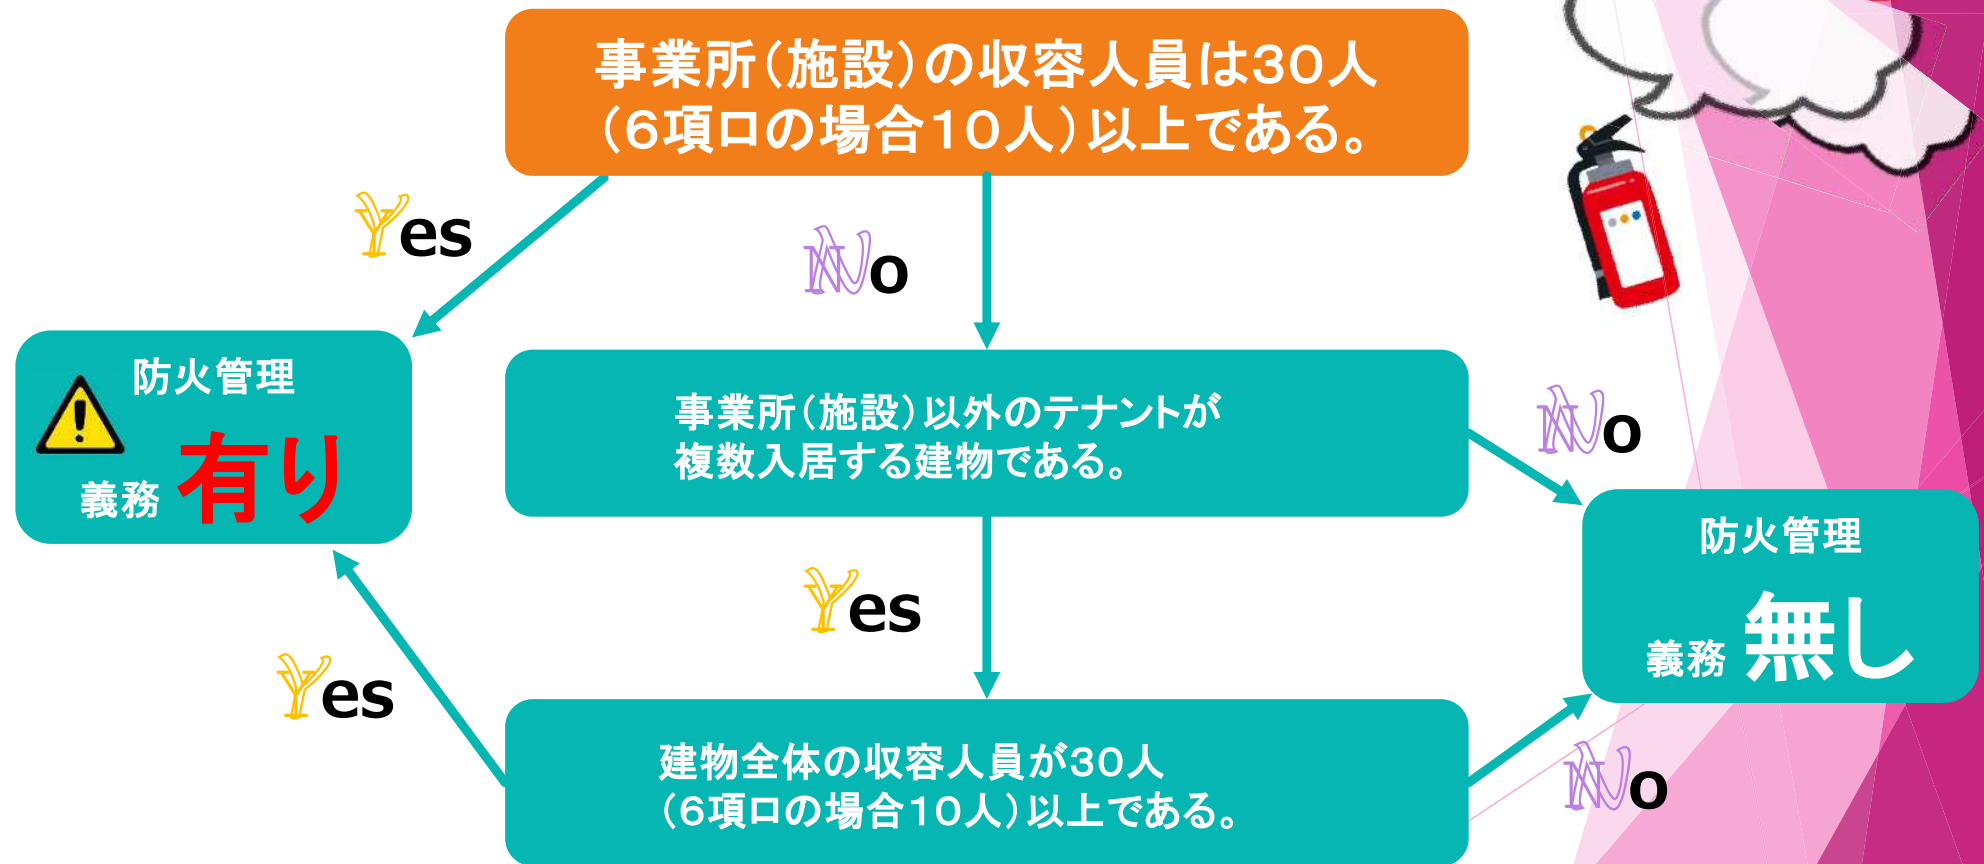 事業所(施設)の収容人員は30人
(6項ロの場合10人)以上である。
Yes
No
防火管理
義務 有り
事業所(施設)以外のテナントが
複数入居する建物である。
No
防火管理
義務 無し
Yes
Yes
建物全体の収容人員が30人
(6項ロの場合10人)以上である。
No